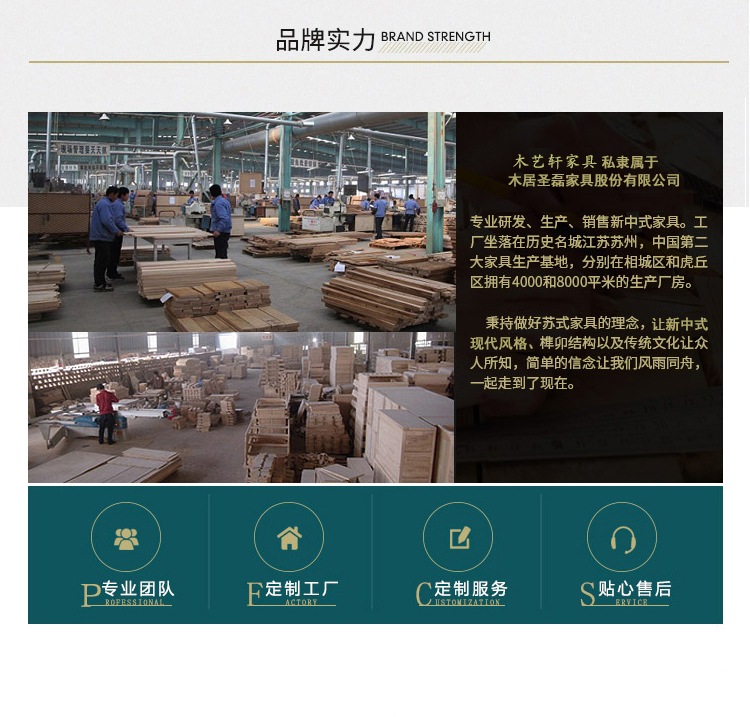 品牌实力 BRAND STRENGTH
木艺轩家具 私隶属于
木居圣磊家具股份有限公司
专业研发、生产、销售新中式家具。工
厂坐落在历史名城江苏苏州，中国第二
大家具生产基地，分别在相城区和虎丘
区拥有4000和8000平米的生产厂房。
秉持做好苏式家具的理念，让新中式
现代风格、榫卯结构以及传统文化让众
人所知，简单的信念让我们风雨同舟，
一起走到了现在。
专业团队
PROFESSIONAL
定制工厂
FACTORY
定制服务
CUSTOMIZATION
贴心售后
SERVICE